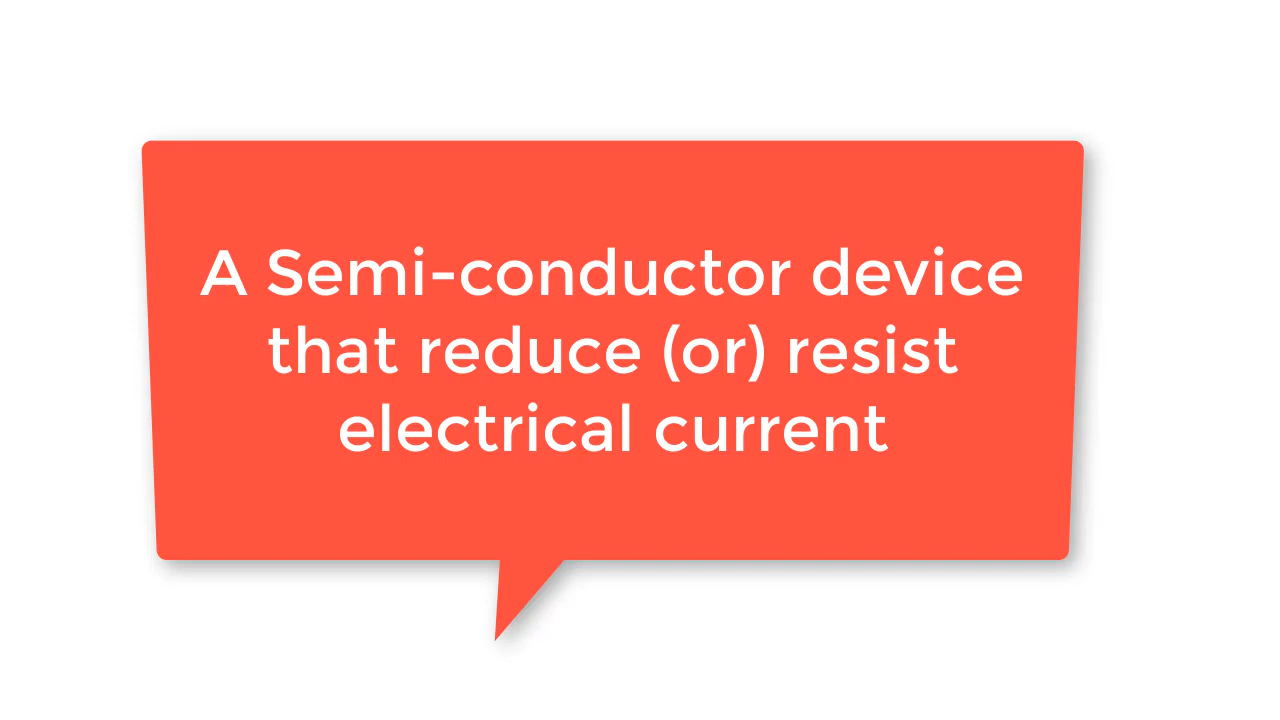 A Semi-conductor device
that reduce (or) resist
electrical current